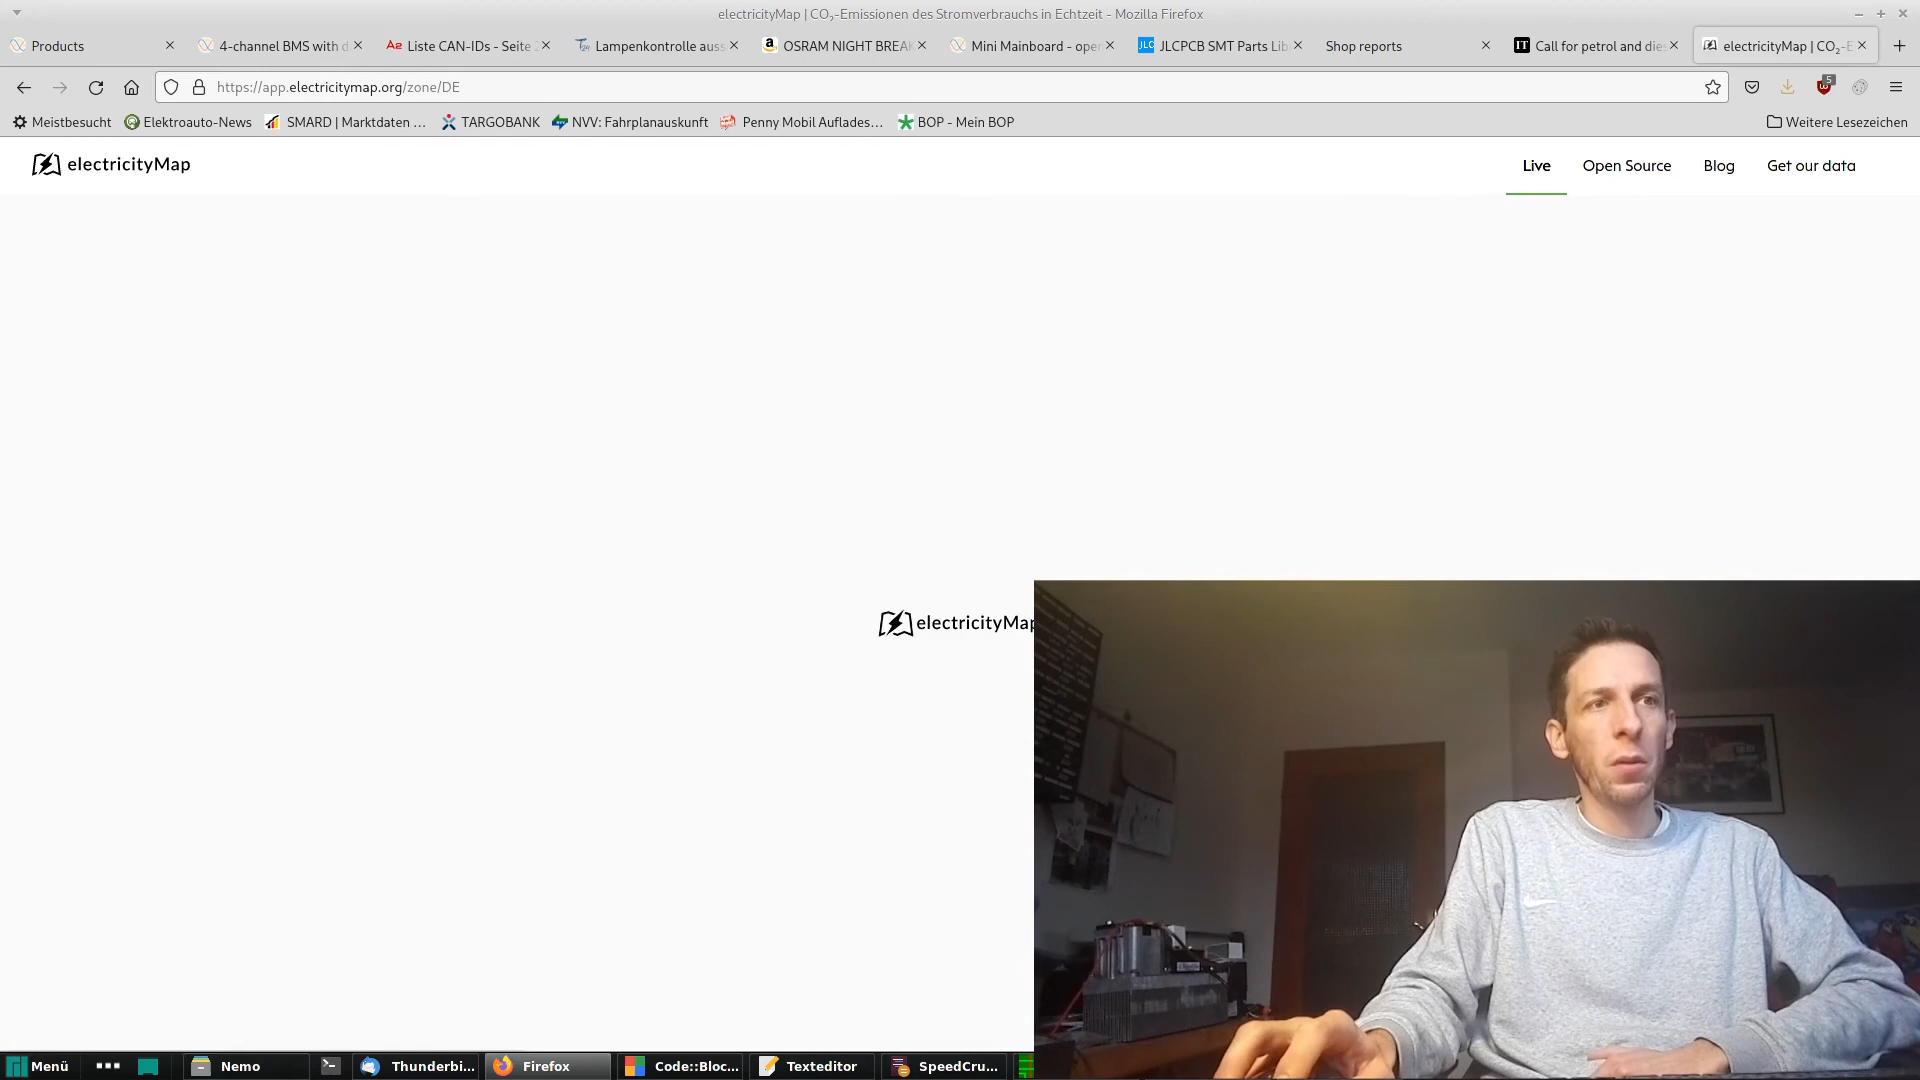 electricityMap | CO₂-Emissionen des Stromverbrauchs in Echtzeit - Mozilla Firefox
Products
4-channel BMS with d
Liste CAN-IDs - Seite 2
Lampenkontrolle auss
OSRAM NIGHT BREAK
Mini Mainboard - oper
JLCPCB SMT Parts Lib
Shop reports
Call for petrol and dies
electricityMap | CO₂-E
https://app.electricitymap.org/zone/DE
5
Meistbesucht
Elektroauto-News
SMARD | Marktdaten ...
TARGOBANK
NVV: Fahrplanauskunft
Penny Mobil Auflades...
BOP - Mein BOP
Weitere Lesezeichen
electricityMap
Live
Open Source
Blog
Get our data
electricityMap
Menü
Nemo
Thunderbi...
Firefox
Code::Bloc...
Texteditor
SpeedCru...